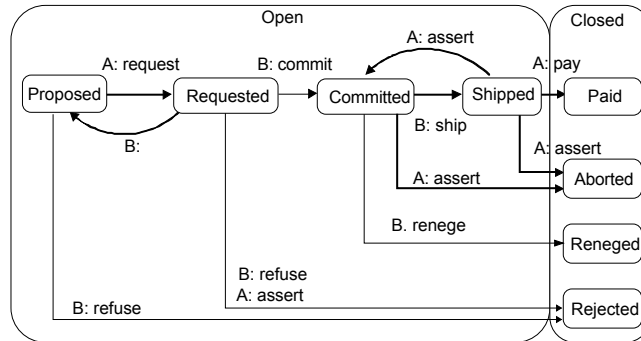 Open
Closed
A: assert
A: request
B: commit
A: pay
Proposed
Requested
Committed
Shipped
Paid
B:
B: ship
A: assert
A: assert
Aborted
B. renege
Reneged
B: refuse
A: assert
B: refuse
Rejected